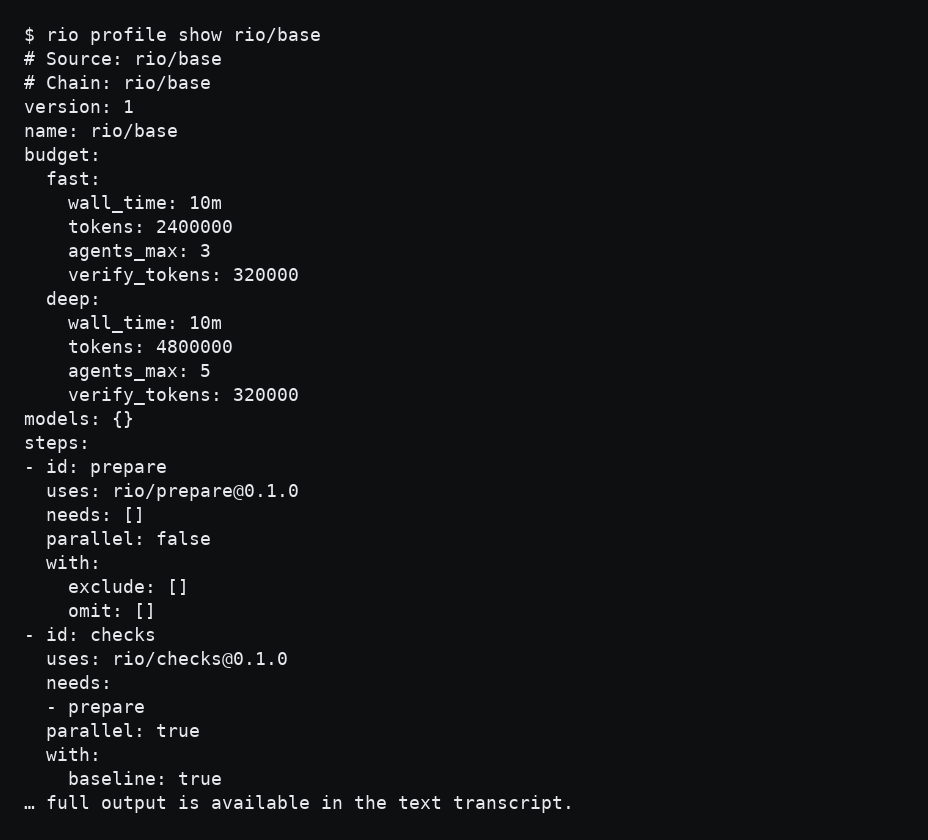 $ rio profile show rio/base
# Source: rio/base
# Chain: rio/base
version: 1
name: rio/base
budget:
  fast:
    wall_time: 10m
    tokens: 2400000
    agents_max: 3
    verify_tokens: 320000
  deep:
    wall_time: 10m
    tokens: 4800000
    agents_max: 5
    verify_tokens: 320000
models: {}
steps:
- id: prepare
  uses: rio/prepare@0.1.0
  needs: []
  parallel: false
  with:
    exclude: []
    omit: []
- id: checks
  uses: rio/checks@0.1.0
  needs:
  - prepare
  parallel: true
  with:
    baseline: true
… full output is available in the text transcript.